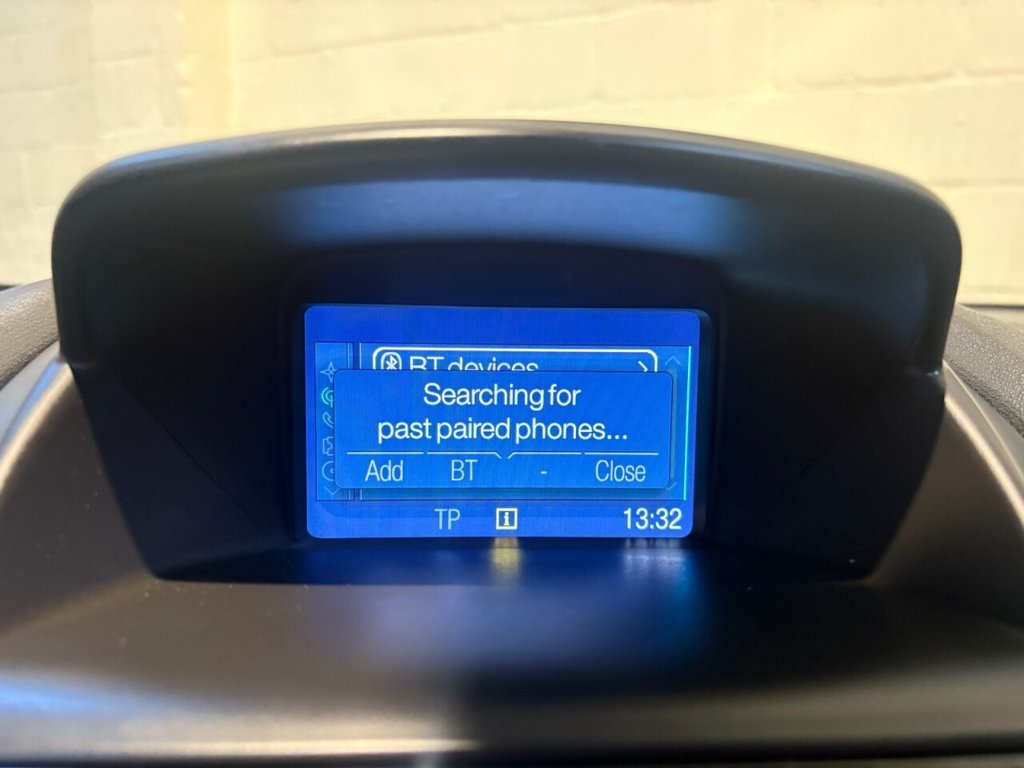 BT devices
Searching for
past paired phones...
Add BT - Close
TP i 13:32